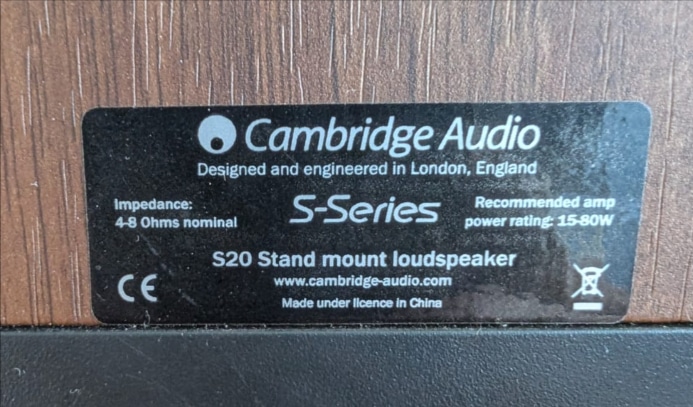 Cambridge Audio
Designed and engineered in London, England
Impedance:
4-8 Ohms nominal
S-Series
Recommended amp
power rating: 15-80W
S20 Stand mount loudspeaker
www.cambridge-audio.com
CE
Made under licence in China